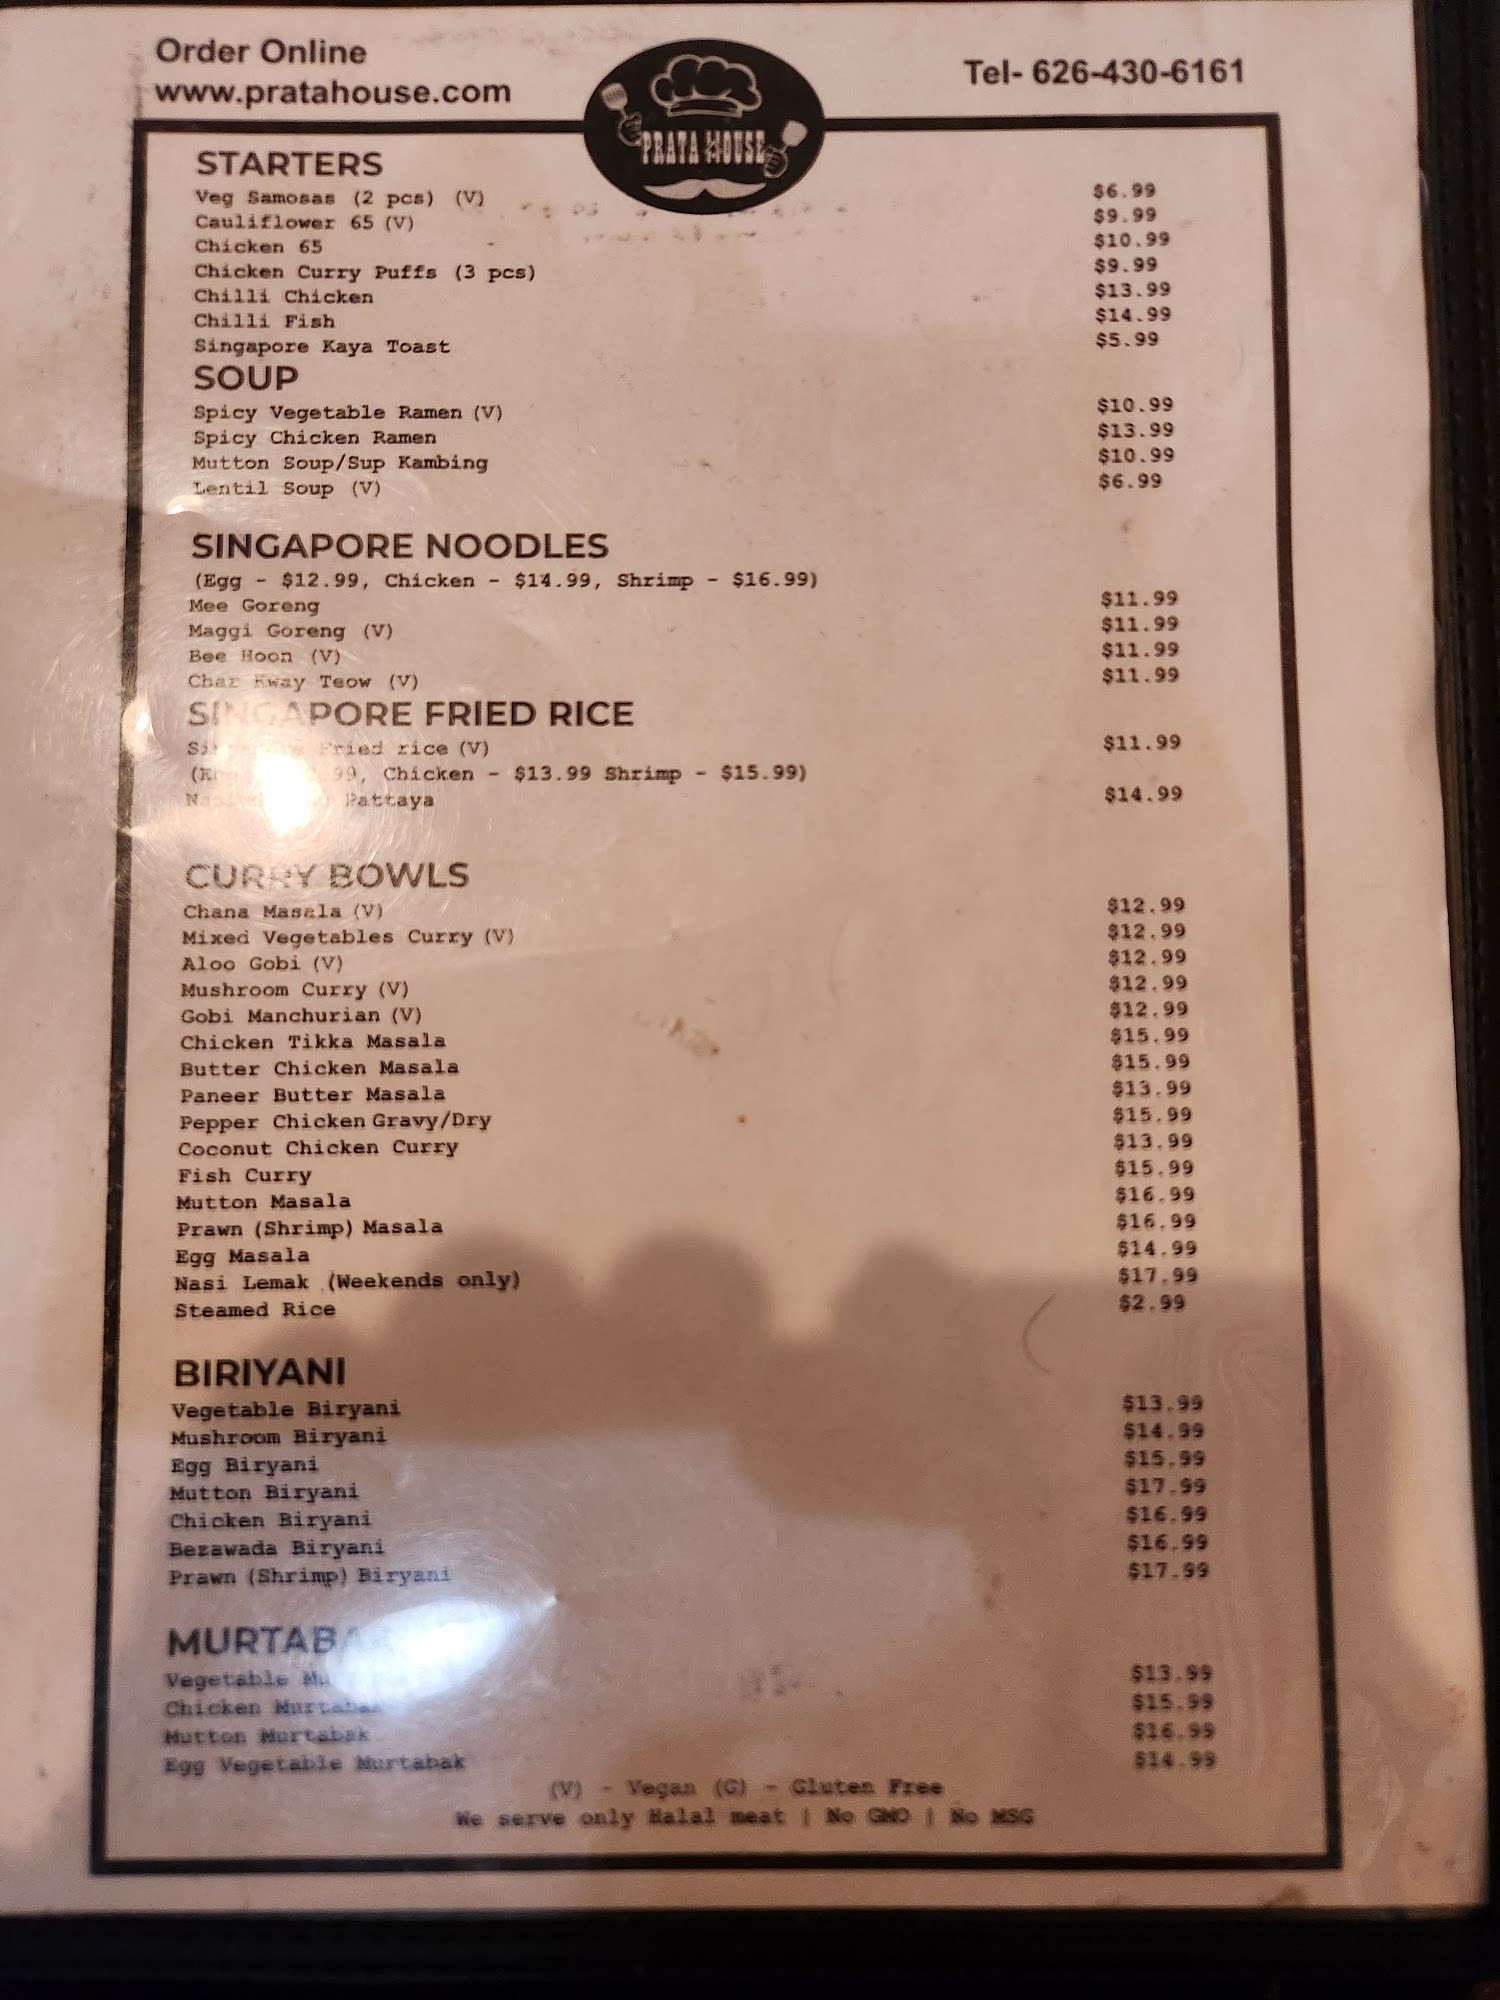 Order Online
www.pratahouse.com
PRATA HOUSE
Tel- 626-430-6161
STARTERS
Veg Samosas (2 pcs) (V) $6.99
Cauliflower 65 (V) $9.99
Chicken 65 $10.99
Chicken Curry Puffs (3 pcs) $9.99
Chilli Chicken $13.99
Chilli Fish $14.99
Singapore Kaya Toast $5.99
SOUP
Spicy Vegetable Ramen (V) $10.99
Spicy Chicken Ramen $13.99
Mutton Soup/Sup Kambing $10.99
Lentil Soup (V) $6.99
SINGAPORE NOODLES
(Egg - $12.99, Chicken - $14.99, Shrimp - $16.99)
Mee Goreng $11.99
Maggi Goreng (V) $11.99
Bee Hoon (V) $11.99
Char Kway Teow (V) $11.99
SINGAPORE FRIED RICE
Fried rice (V) $11.99
Chicken - $13.99 Shrimp - $15.99)
Pattaya $14.99
CURRY BOWLS
Chana Masala (V) $12.99
Mixed Vegetables Curry (V) $12.99
Aloo Gobi (V) $12.99
Mushroom Curry (V) $12.99
Gobi Manchurian (V) $12.99
Chicken Tikka Masala $15.99
Butter Chicken Masala $15.99
Paneer Butter Masala $13.99
Pepper Chicken Gravy/Dry $15.99
Coconut Chicken Curry $13.99
Fish Curry $15.99
Mutton Masala $16.99
Prawn (Shrimp) Masala $16.99
Egg Masala $14.99
Nasi Lemak (Weekends only) $17.99
Steamed Rice $2.99
BIRIYANI
Vegetable Biryani $13.99
Mushroom Biryani $14.99
Egg Biryani $15.99
Mutton Biryani $17.99
Chicken Biryani $16.99
Bezawada Biryani $16.99
Prawn (Shrimp) Biryani $17.99
MURTABAK
Vegetable $13.99
Chicken Murtabak $15.99
Mutton Murtabak $16.99
Egg Vegetable Murtabak $14.99
(V) - Vegan (G) - Gluten Free
We serve only Halal meat | No GMO | No MSG